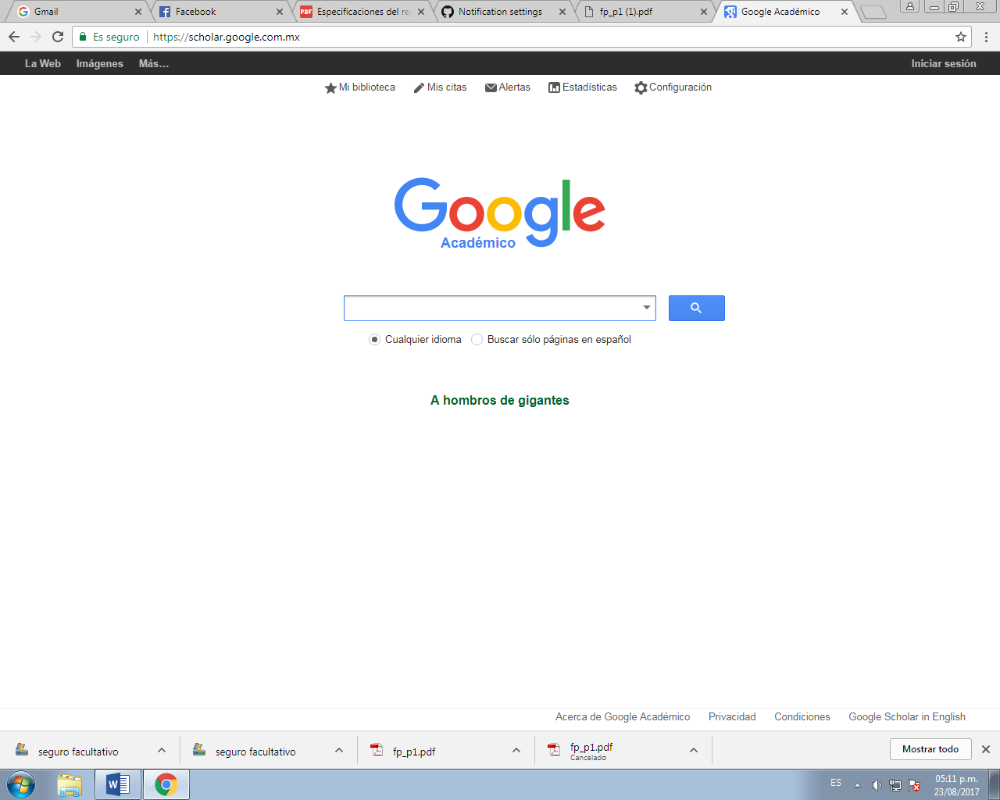 Gmail
Facebook
Especificaciones del re
Notification settings
fp_p1 (1).pdf
Google Académico
Es seguro
https://scholar.google.com.mx
La Web Imágenes Más... Iniciar sesión
Mi biblioteca Mis citas Alertas Estadísticas Configuración
Google
Académico
Cualquier idioma Buscar sólo páginas en español
A hombros de gigantes
Acerca de Google Académico Privacidad Condiciones Google Scholar in English
seguro facultativo
seguro facultativo
fp_p1.pdf
fp_p1.pdf
Cancelado
Mostrar todo
ES
05:11 p.m.
23/08/2017